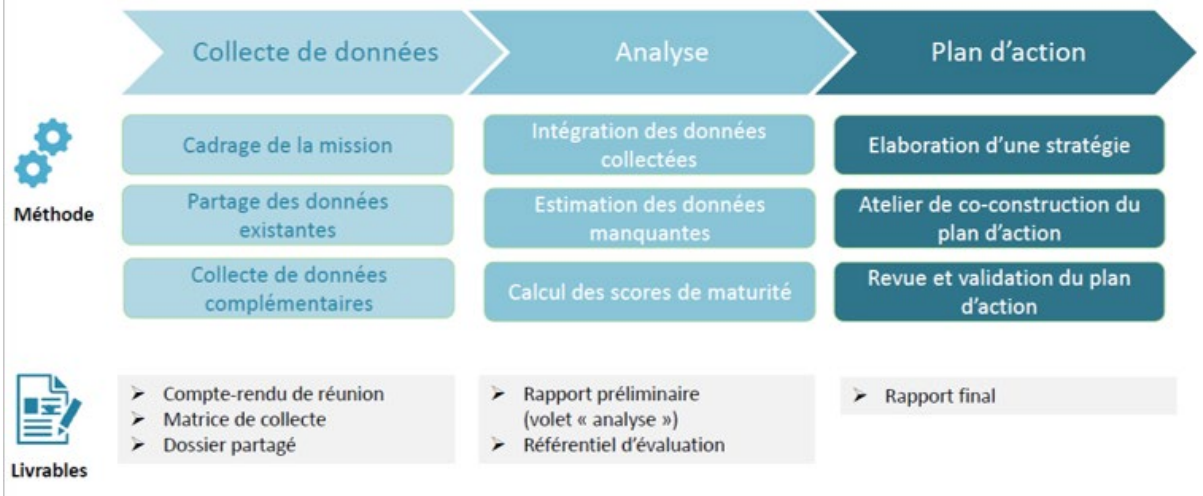 Collecte de données
Analyse
Plan d'action
Méthode
Cadrage de la mission
Partage des données
existantes
Collecte de données
complémentaires
Intégration des données
collectées
Estimation des données
manquantes
Calcul des scores de maturité
Elaboration d'une stratégie
Atelier de co-construction du
plan d'action
Revue et validation du plan
d'action
Livrables
➢ Compte-rendu de réunion
➢ Matrice de collecte
➢ Dossier partagé
➢ Rapport préliminaire
(volet « analyse »)
➢ Référentiel d'évaluation
➢ Rapport final